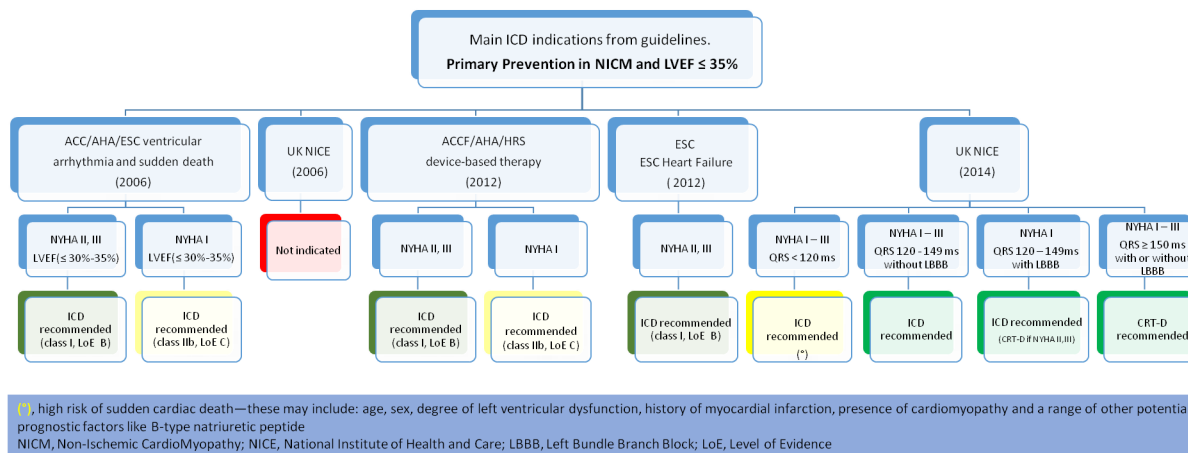 Main ICD indications from guidelines.
Primary Prevention in NICM and LVEF ≤ 35%
ACC/AHA/ESC ventricular
arrhythmia and sudden death
(2006)
UK NICE
(2006)
ACCF/AHA/HRS
device-based therapy
(2012)
ESC
ESC Heart Failure
( 2012)
UK NICE
(2014)
NYHA II, III
LVEF(≤ 30%-35%)
NYHA I
LVEF(≤ 30%-35%)
Not indicated
NYHA II, III
NYHA I
NYHA II, III
NYHA I – III
QRS < 120 ms
NYHA I – III
QRS 120 - 149 ms
without LBBB
NYHA I
QRS 120 – 149ms
with LBBB
NYHA I – III
QRS ≥ 150 ms
with or without
LBBB
ICD
recommended
(class I, LoE B)
ICD
recommended
(class IIb, LoE C)
ICD
recommended
(class I, LoE B)
ICD
recommended
(class IIb, LoE C)
ICD recommended
(class I, LoE B)
ICD
recommended
(°)
ICD
recommended
ICD recommended
(CRT-D if NYHA II, III)
CRT-D
recommended
(°), high risk of sudden cardiac death—these may include: age, sex, degree of left ventricular dysfunction, history of myocardial infarction, presence of cardiomyopathy and a range of other potentia
prognostic factors like B-type natriuretic peptide
NICM, Non-Ischemic CardioMyopathy; NICE, National Institute of Health and Care; LBBB, Left Bundle Branch Block; LoE, Level of Evidence